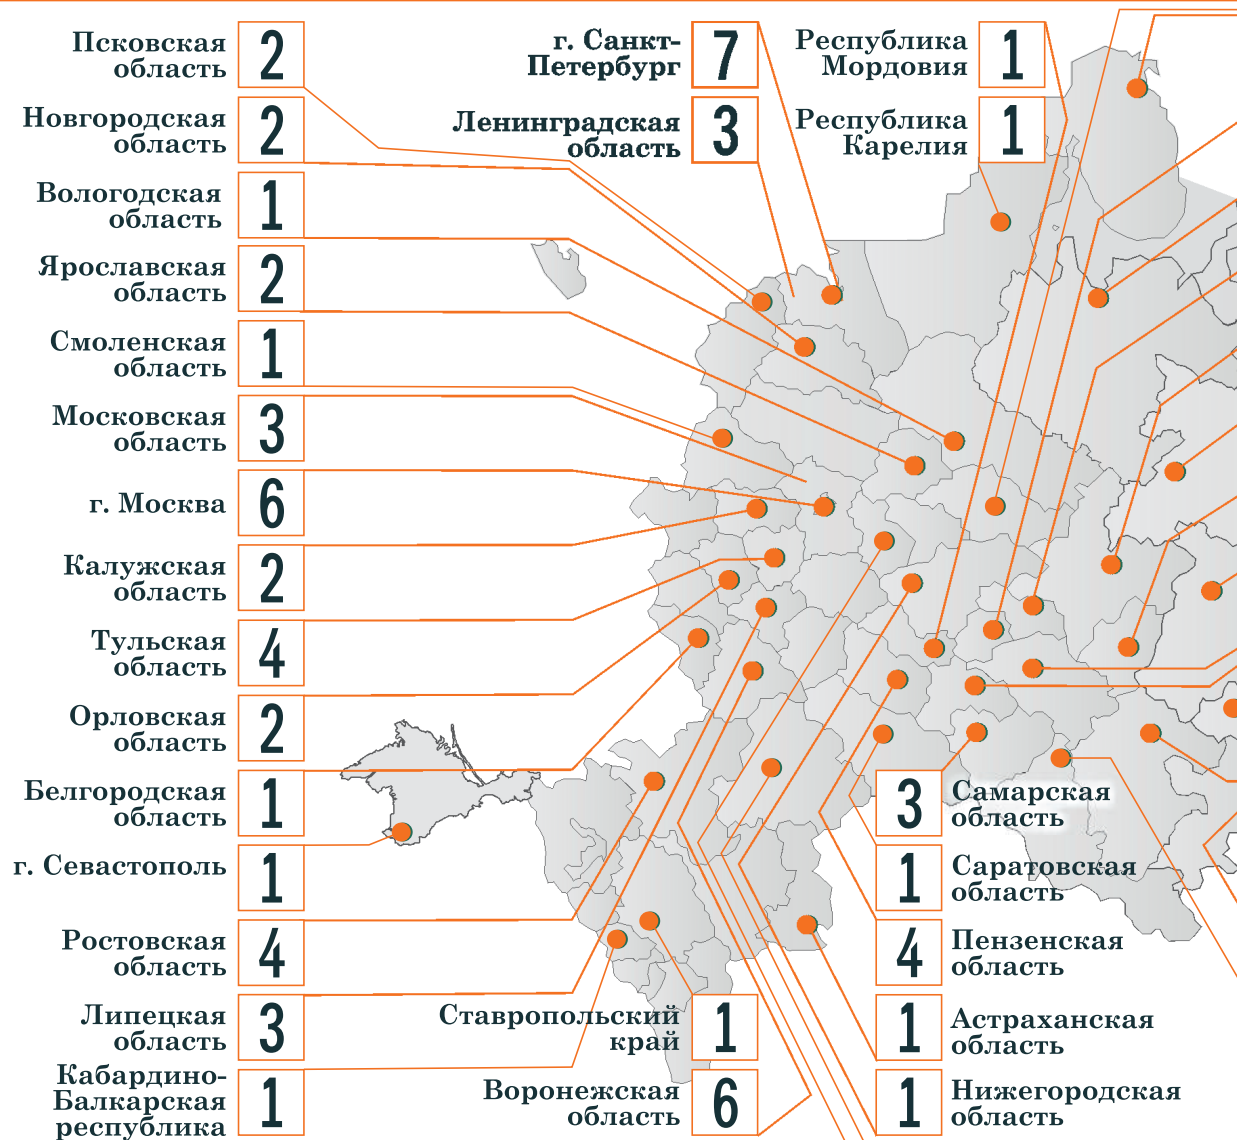 Псковская
область
2
Новгородская
область
2
Вологодская
область
1
Ярославская
область
2
Смоленская
область
1
Московская
область
3
г. Москва
6
Калужская
область
2
Тульская
область
4
Орловская
область
2
Белгородская
область
1
г. Севастополь
1
Ростовская
область
4
Липецкая
область
3
Кабардино-
Балкарская
республика
1
г. Санкт-
Петербург
7
Ленинградская
область
3
Республика
Мордовия
1
Республика
Карелия
1
Ставропольский
край
1
Воронежская
область
6
3
Самарская
область
1
Саратовская
область
4
Пензенская
область
1
Астраханская
область
1
Нижегородская
область